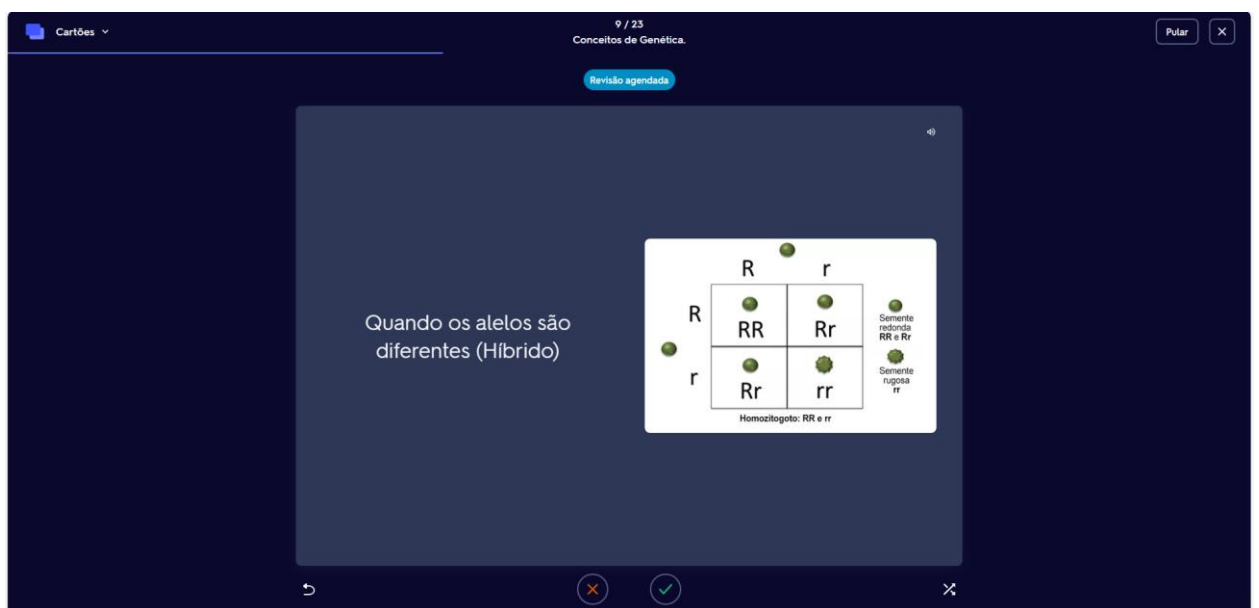 Cartões
9 / 23
Conceitos de Genética.
Pular
Revisão agendada
Quando os alelos são
diferentes (Híbrido)
R r
R
RR Rr
r
Rr rr
Semente
redonda
RR e Rr
Semente
rugosa
rr
Homozitogoto: RR e rr